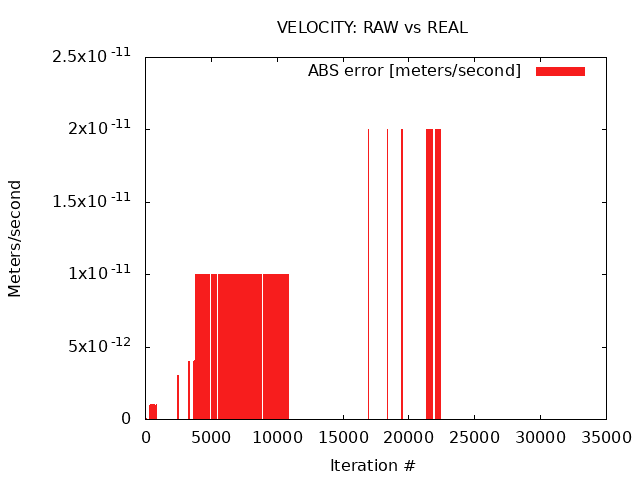 VELOCITY: RAW vs REAL
ABS error [meters/second]
2.5x10⁻¹¹
2x10⁻¹¹
1.5x10⁻¹¹
1x10⁻¹¹
5x10⁻¹²
0
Meters/second
0 5000 10000 15000 20000 25000 30000 35000
Iteration #